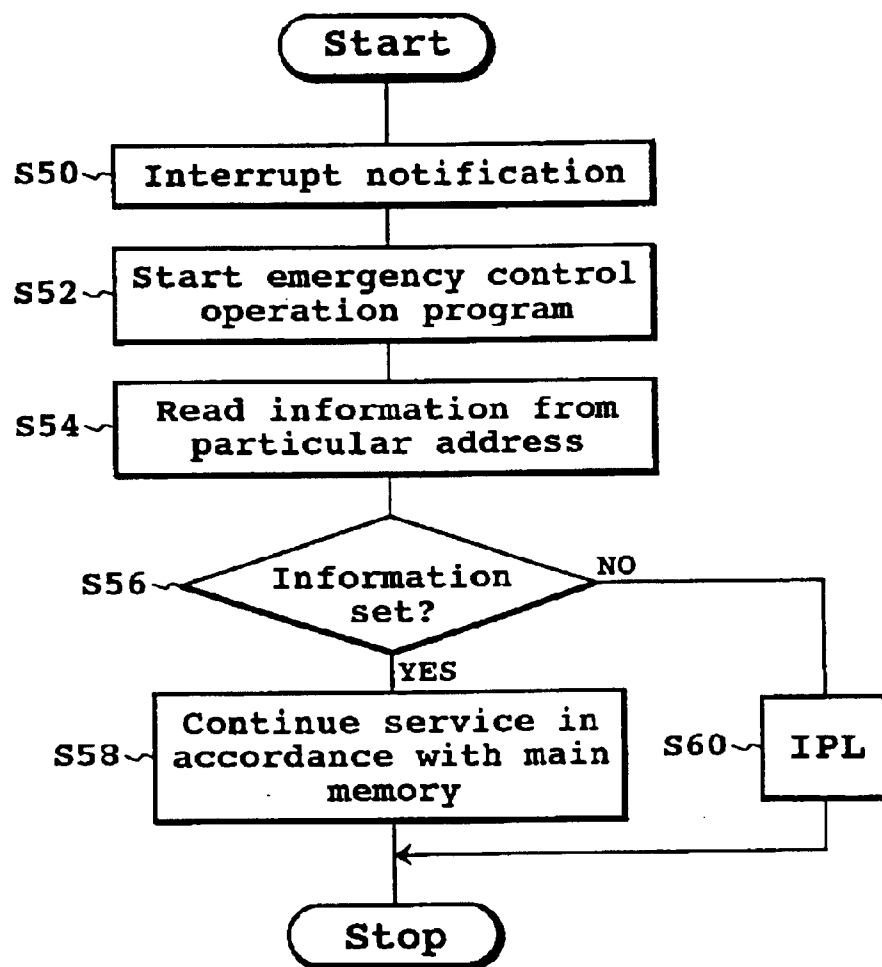 Start
S50
Interrupt notification
S52
Start emergency control
operation program
S54
Read information from
particular address
S56
Information
set?
NO
YES
S58
Continue service in
accordance with main
memory
S60
IPL
Stop